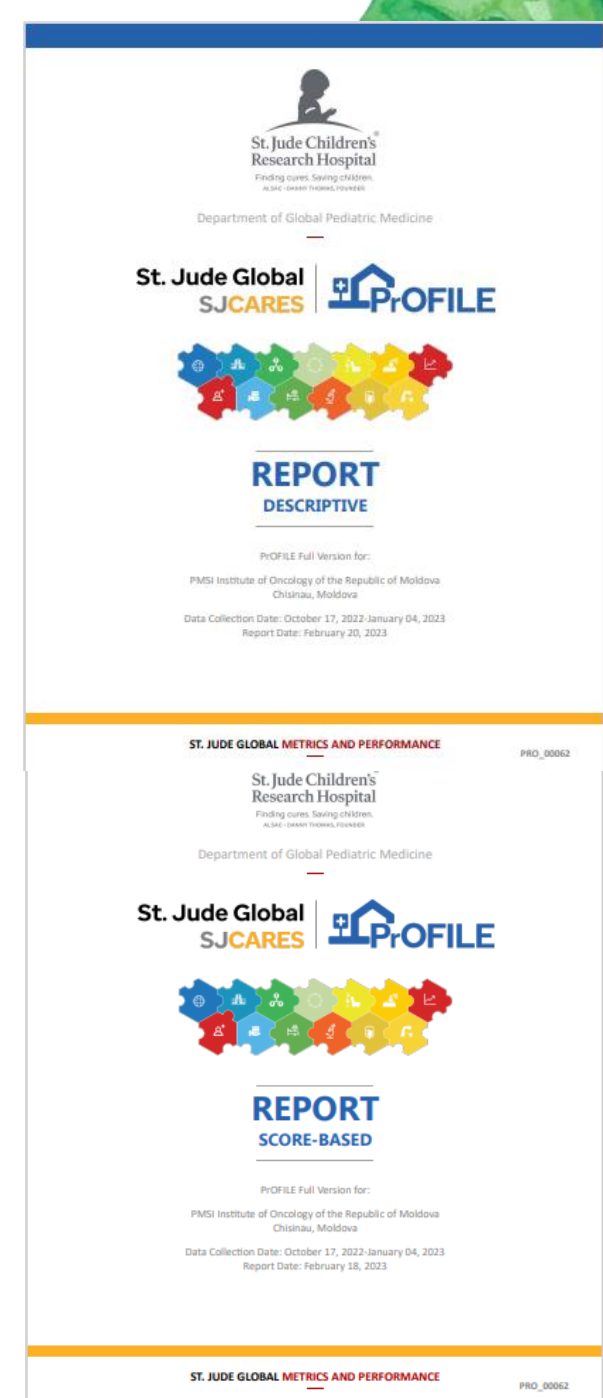 St. Jude Children's®
Research Hospital
Finding cures. Saving children.
ALSAC • DANNY THOMAS, FOUNDER
Department of Global Pediatric Medicine
St. Jude Global
SJCARES
PrOFILE
REPORT
DESCRIPTIVE
PrOFILE Full Version for:
PMSI Institute of Oncology of the Republic of Moldova
Chisinau, Moldova
Data Collection Date: October 17, 2022-January 04, 2023
Report Date: February 20, 2023
ST. JUDE GLOBAL METRICS AND PERFORMANCE
PRO_00062
St. Jude Children's
Research Hospital
Finding cures. Saving children.
ALSAC • DANNY THOMAS, FOUNDER
Department of Global Pediatric Medicine
St. Jude Global
SJCARES
PrOFILE
REPORT
SCORE-BASED
PrOFILE Full Version for:
PMSI Institute of Oncology of the Republic of Moldova
Chisinau, Moldova
Data Collection Date: October 17, 2022-January 04, 2023
Report Date: February 18, 2023
ST. JUDE GLOBAL METRICS AND PERFORMANCE
PRO_00062